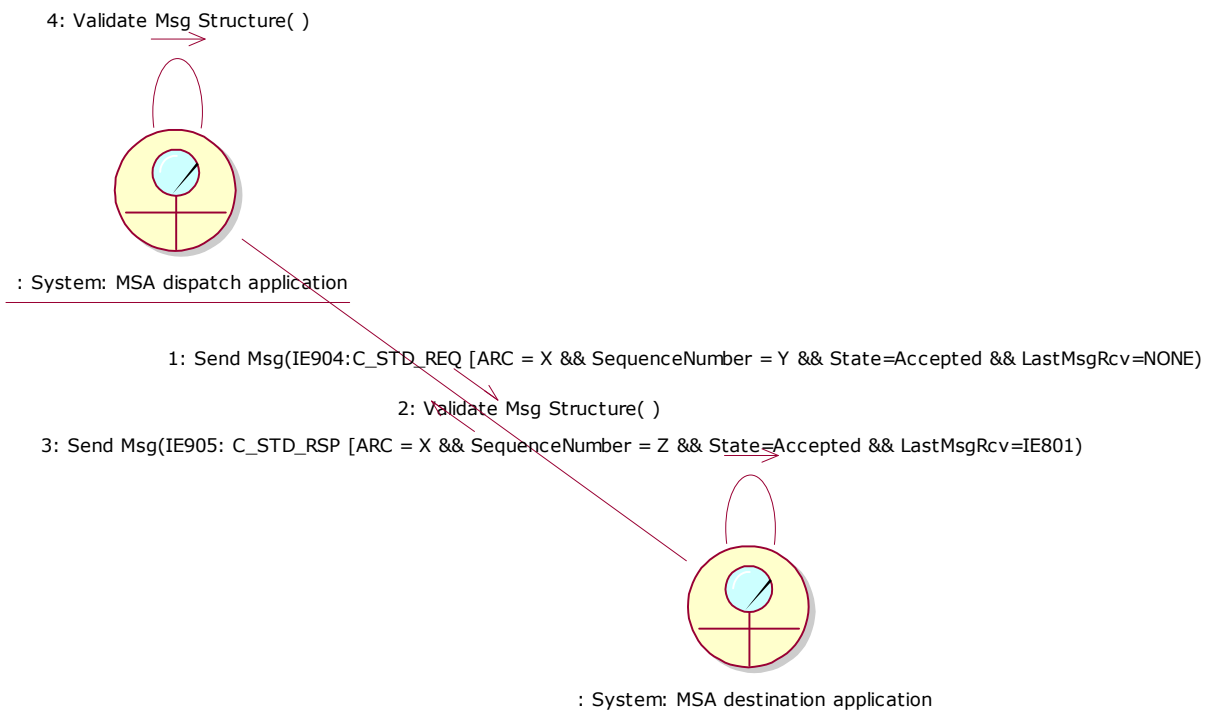 4: Validate Msg Structure( )
: System: MSA dispatch application
1: Send Msg(IE904:C_STD_REQ [ARC = X && SequenceNumber = Y && State=Accepted && LastMsgRcv=NONE)
2: Validate Msg Structure( )
3: Send Msg(IE905: C_STD_RSP [ARC = X && SequenceNumber = Z && State=Accepted && LastMsgRcv=IE801)
: System: MSA destination application